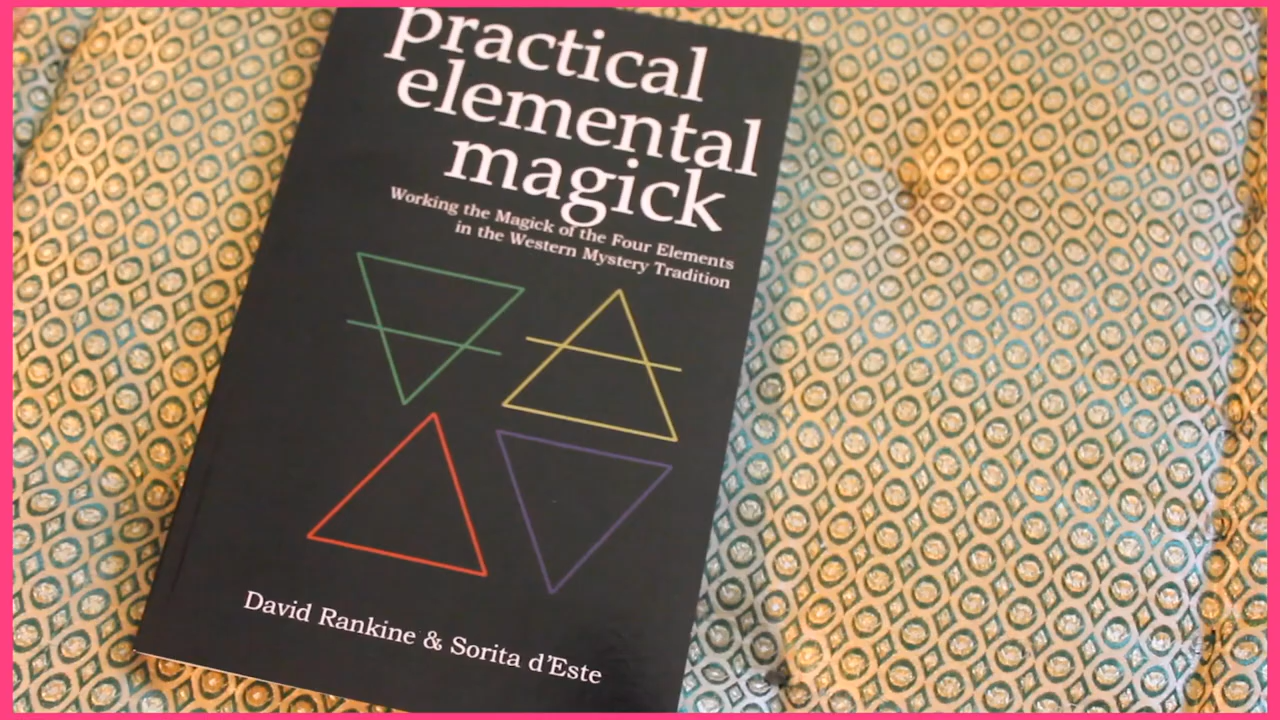 practical
elemental
magick
Working the Magick of the Four Elements
in the Western Mystery Tradition
David Rankine & Sorita d'Este